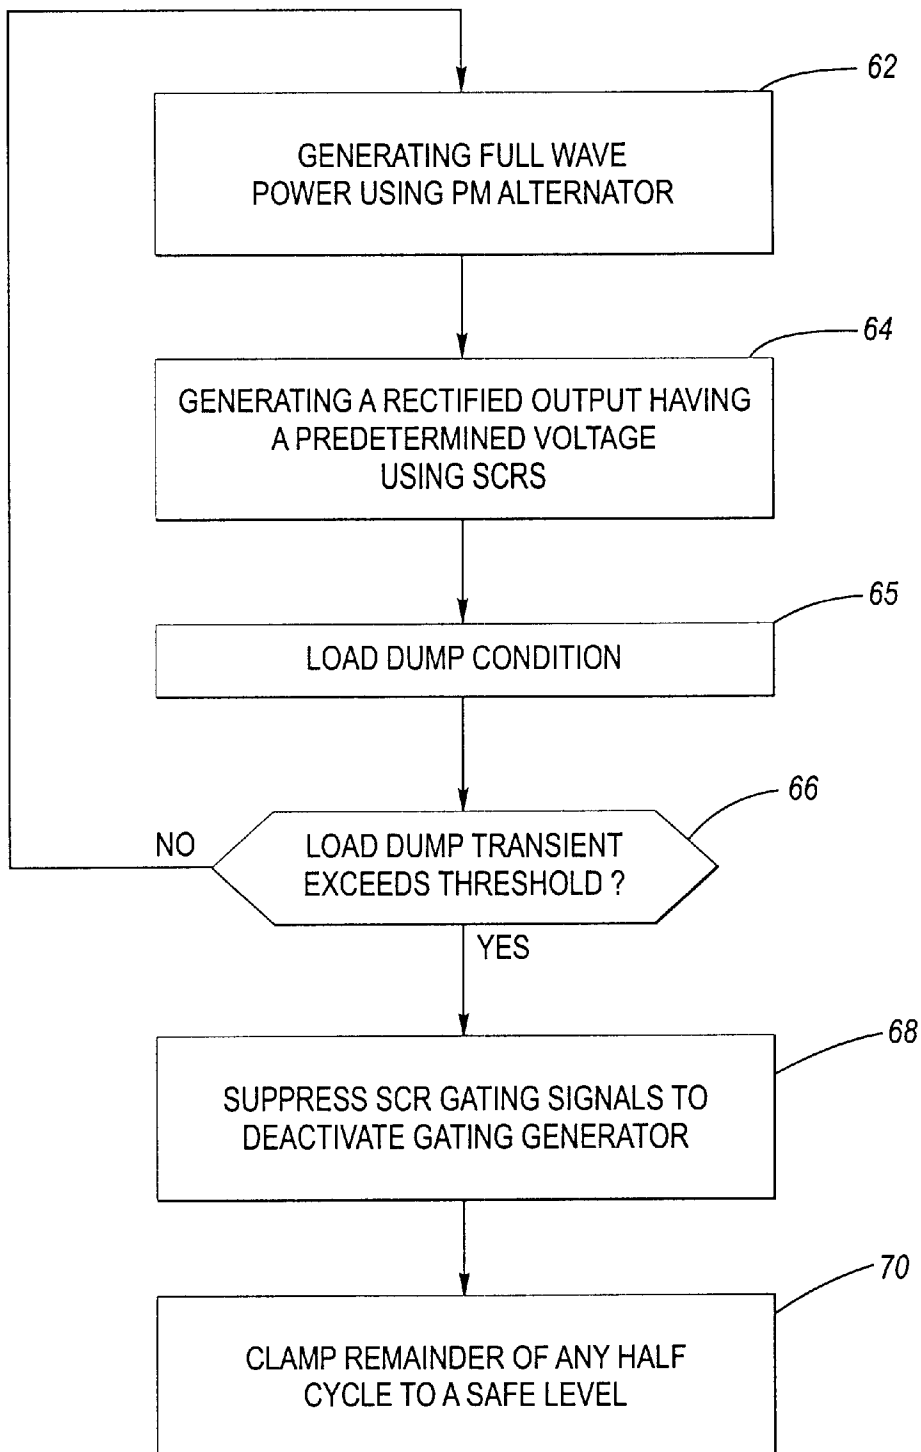 62
GENERATING FULL WAVE
POWER USING PM ALTERNATOR
64
GENERATING A RECTIFIED OUTPUT HAVING
A PREDETERMINED VOLTAGE
USING SCRS
65
LOAD DUMP CONDITION
66
NO
LOAD DUMP TRANSIENT
EXCEEDS THRESHOLD ?
YES
68
SUPPRESS SCR GATING SIGNALS TO
DEACTIVATE GATING GENERATOR
70
CLAMP REMAINDER OF ANY HALF
CYCLE TO A SAFE LEVEL